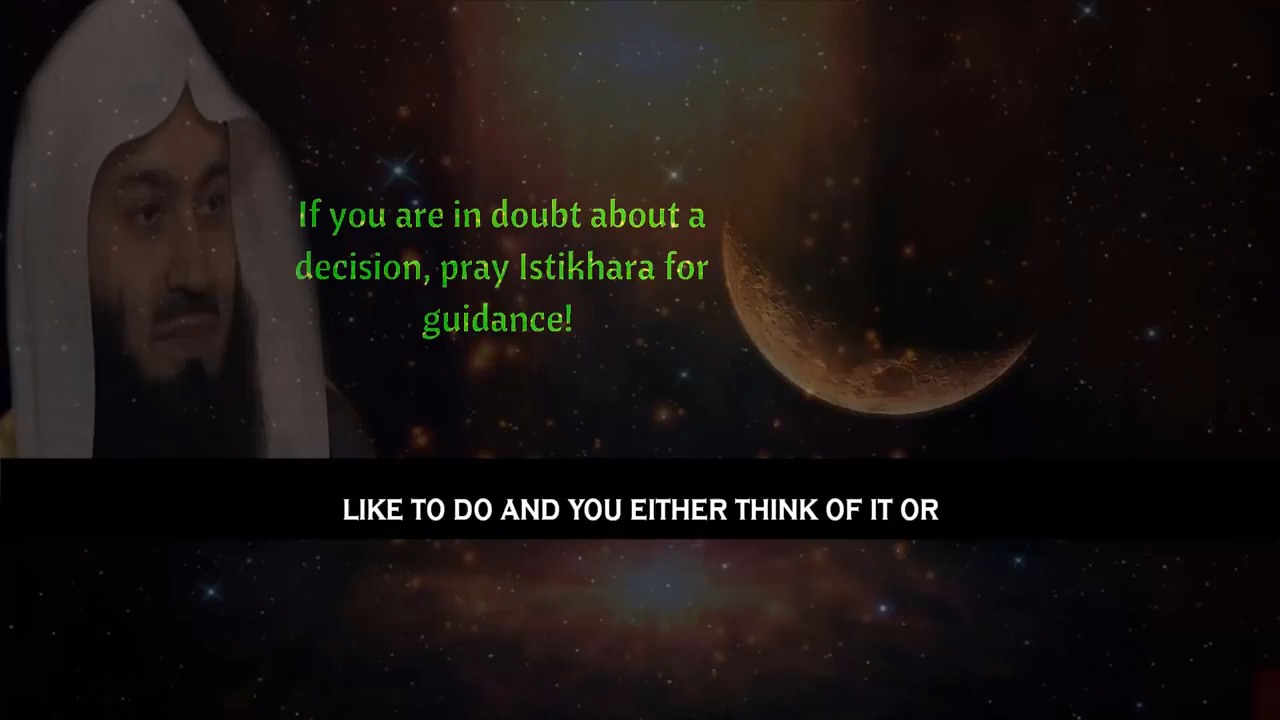 If you are in doubt about a
decision, pray Istikhara for
guidance!
LIKE TO DO AND YOU EITHER THINK OF IT OR